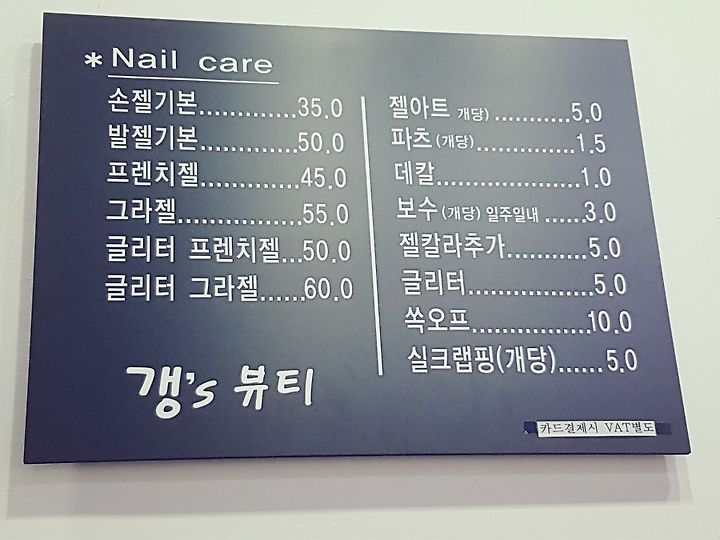 *Nail care
손젤기본.............35.0
발젤기본.............50.0
프렌치젤.............45.0
그라젤................55.0
글리터 프렌치젤...50.0
글리터 그라젤......60.0
갱's 뷰티
젤아트 개당) ...........5.0
파츠(개당)..............1.5
데칼.....................1.0
보수(개당) 일주일내 ......3.0
젤칼라추가............5.0
글리터..................5.0
쏙오프.................10.0
실크랩핑(개당)......5.0
카드결제시 VAT별도